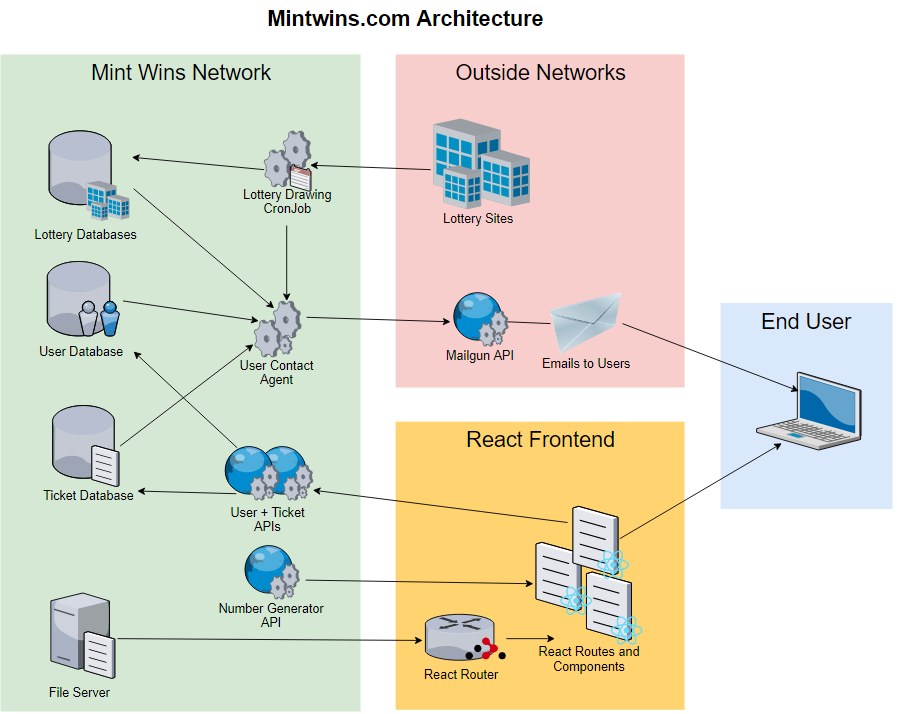 Mintwins.com Architecture
Mint Wins Network
Outside Networks
Lottery Drawing
CronJob
Lottery Sites
Lottery Databases
End User
User Database
User Contact
Agent
Mailgun API
Emails to Users
React Frontend
Ticket Database
User + Ticket
APIs
Number Generator
API
React Routes and
Components
React Router
File Server